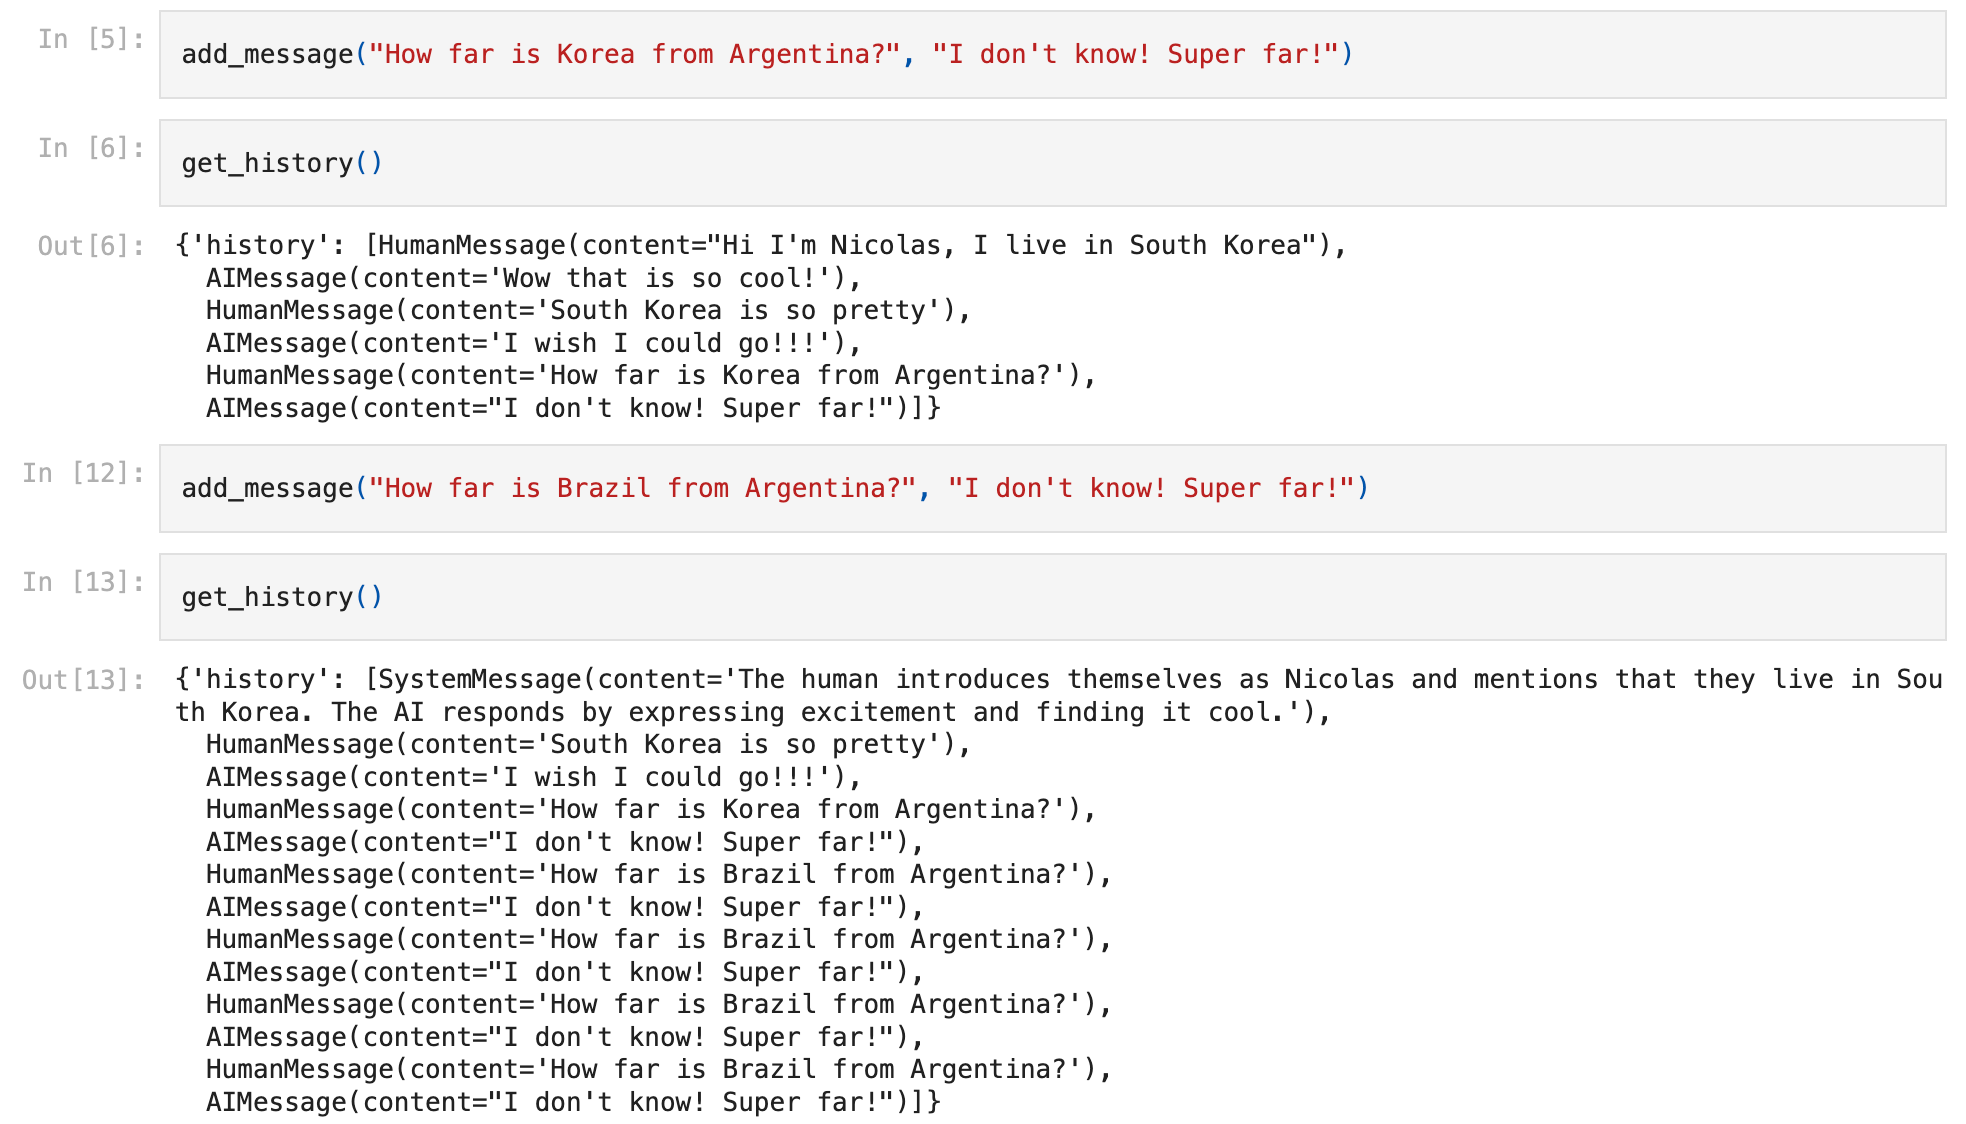 In [5]:
add_message("How far is Korea from Argentina?", "I don't know! Super far!")
In [6]:
get_history()
Out[6]:
{'history': [HumanMessage(content="Hi I'm Nicolas, I live in South Korea"),
  AIMessage(content='Wow that is so cool!'),
  HumanMessage(content='South Korea is so pretty'),
  AIMessage(content='I wish I could go!!!'),
  HumanMessage(content='How far is Korea from Argentina?'),
  AIMessage(content="I don't know! Super far!")]}
In [12]:
add_message("How far is Brazil from Argentina?", "I don't know! Super far!")
In [13]:
get_history()
Out[13]:
{'history': [SystemMessage(content='The human introduces themselves as Nicolas and mentions that they live in Sou
th Korea. The AI responds by expressing excitement and finding it cool.'),
  HumanMessage(content='South Korea is so pretty'),
  AIMessage(content='I wish I could go!!!'),
  HumanMessage(content='How far is Korea from Argentina?'),
  AIMessage(content="I don't know! Super far!"),
  HumanMessage(content='How far is Brazil from Argentina?'),
  AIMessage(content="I don't know! Super far!"),
  HumanMessage(content='How far is Brazil from Argentina?'),
  AIMessage(content="I don't know! Super far!"),
  HumanMessage(content='How far is Brazil from Argentina?'),
  AIMessage(content="I don't know! Super far!"),
  HumanMessage(content='How far is Brazil from Argentina?'),
  AIMessage(content="I don't know! Super far!")]}